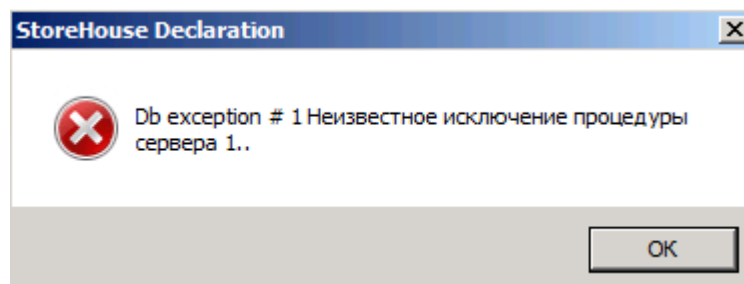 StoreHouse Declaration
Db exception # 1 Неизвестное исключение процедуры
сервера 1..
OK